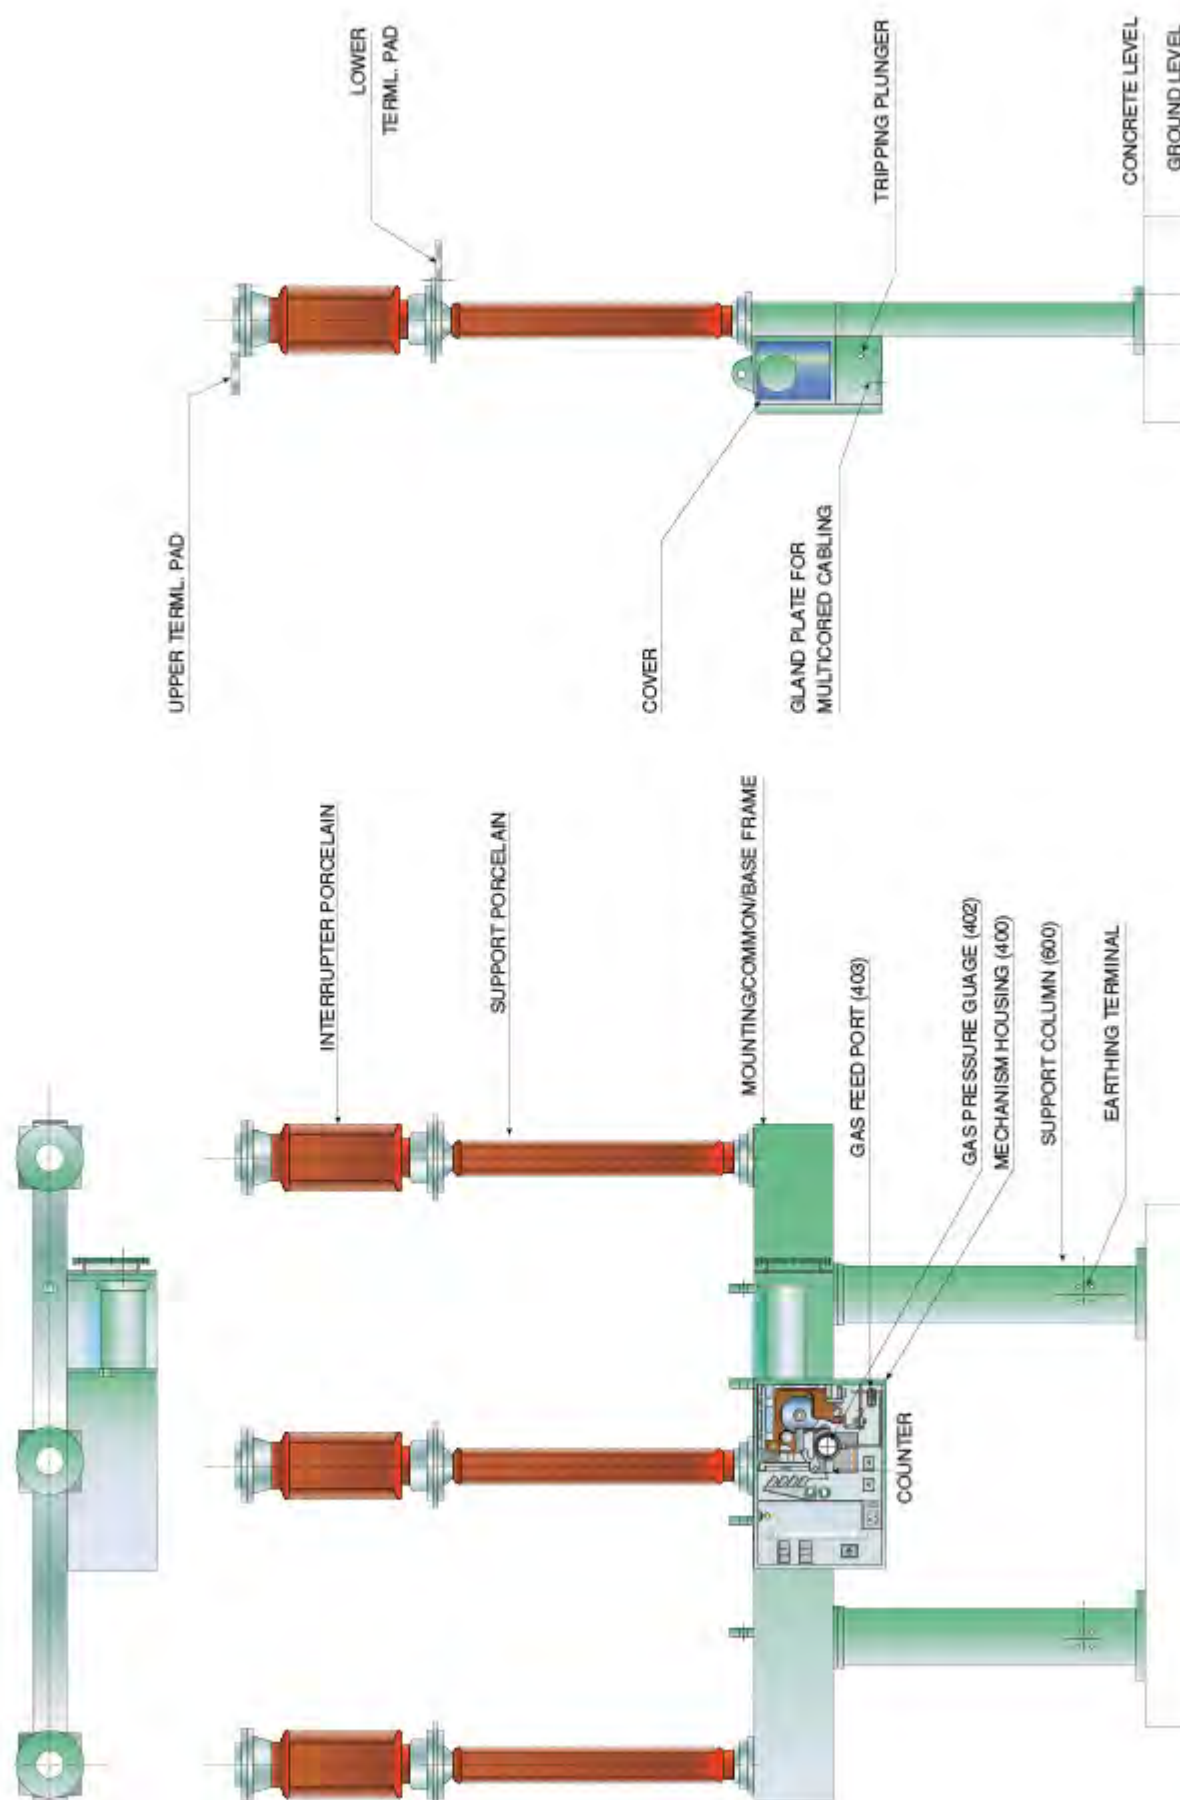 LOWER
TERML. PAD
UPPER TERML. PAD
TRIPPING PLUNGER
COVER
GLAND PLATE FOR
MULTICORED CABLING
CONCRETE LEVEL
GROUND LEVEL
INTERRUPTER PORCELAIN
SUPPORT PORCELAIN
MOUNTING/COMMON/BASE FRAME
GAS FEED PORT (403)
GAS PRESSURE GUAGE (402)
MECHANISM HOUSING (400)
SUPPORT COLUMN (600)
EARTHING TERMINAL
COUNTER